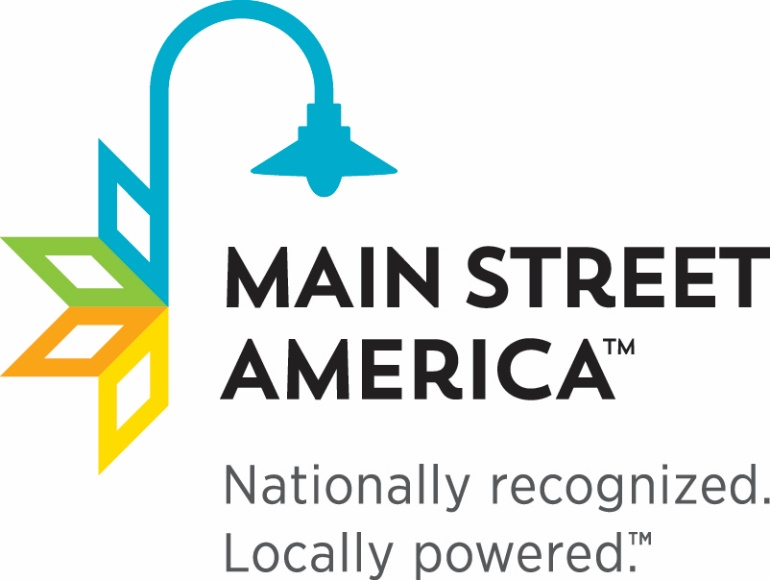 MAIN STREET
AMERICA™
Nationally recognized.
Locally powered.™